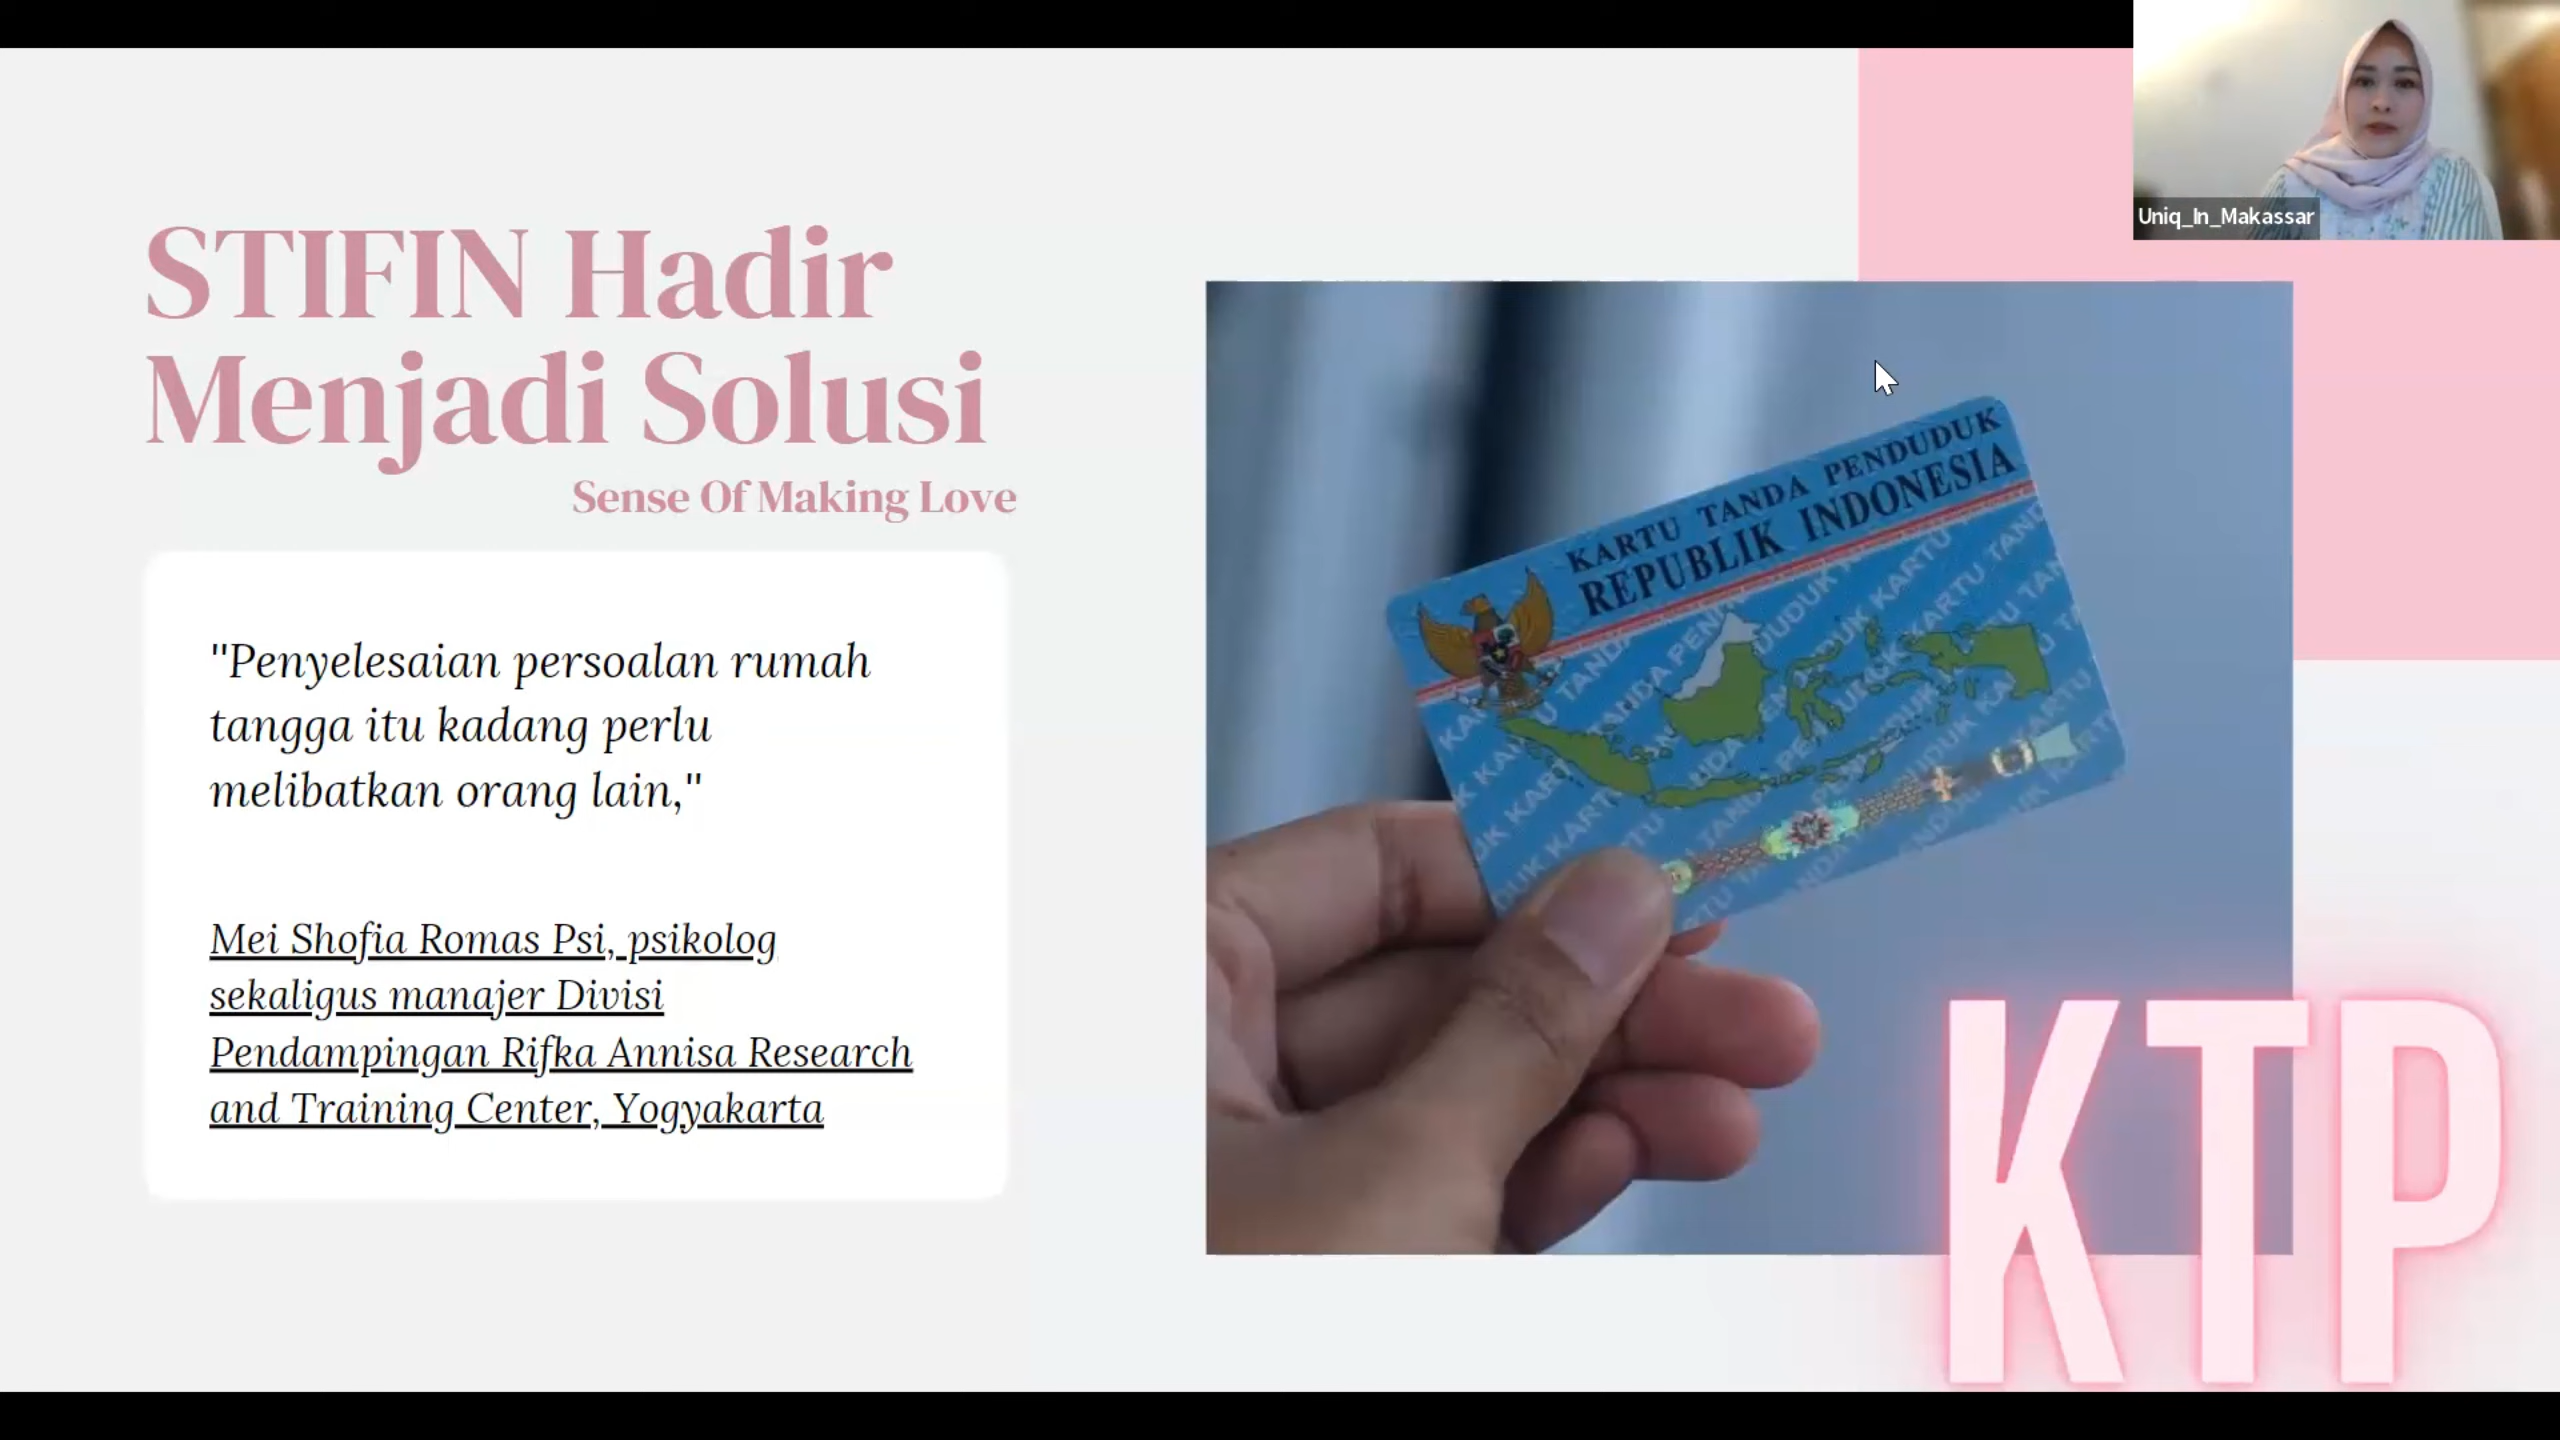 Uniq_In_Makassar
STIFIN Hadir
Menjadi Solusi
Sense Of Making Love
"Penyelesaian persoalan rumah
tangga itu kadang perlu
melibatkan orang lain,"
Mei Shofia Romas Psi, psikolog
sekaligus manajer Divisi
Pendampingan Rifka Annisa Research
and Training Center, Yogyakarta
KARTU TANDA PENDUDUK
REPUBLIK INDONESIA
KTP